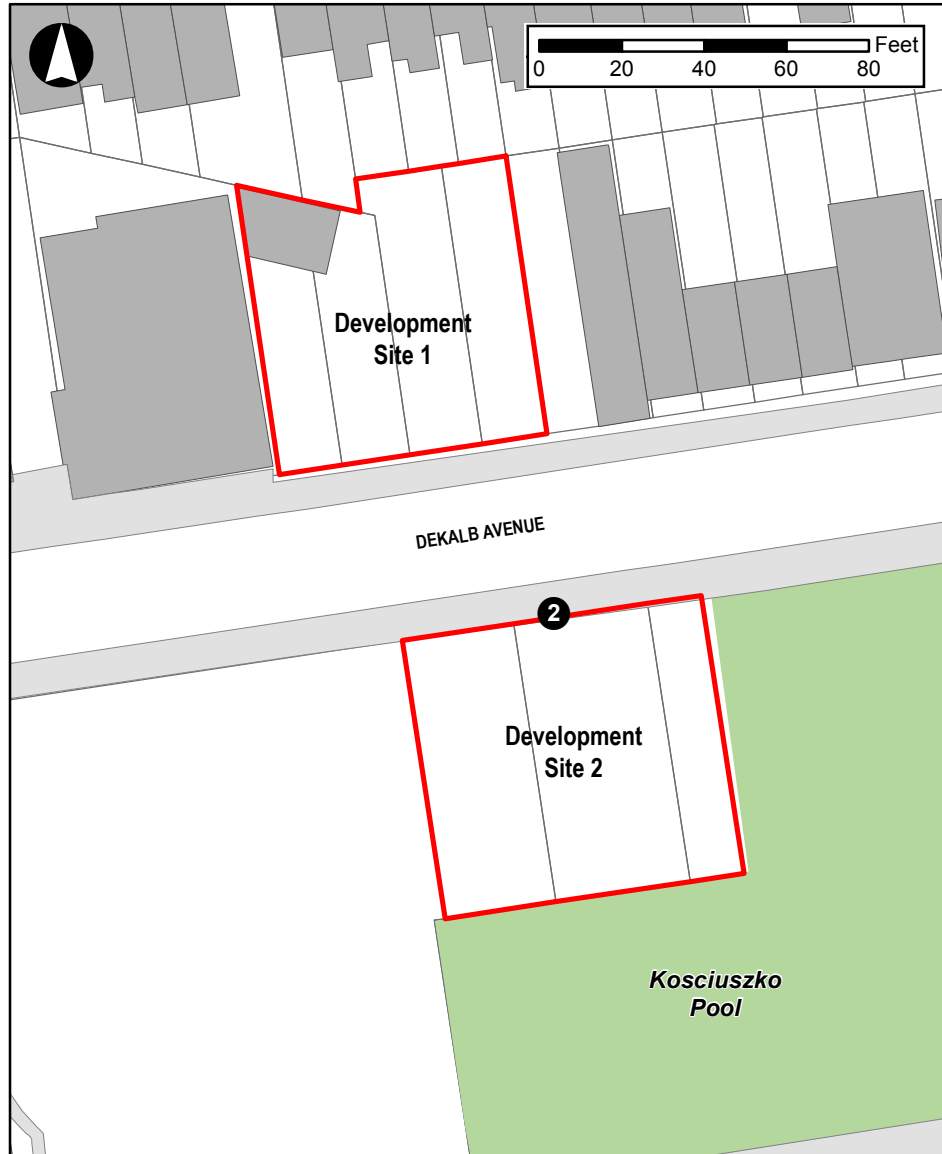 Feet
0 20 40 60 80
Development
Site 1
DEKALB AVENUE
2
Development
Site 2
Kosciuszko
Pool